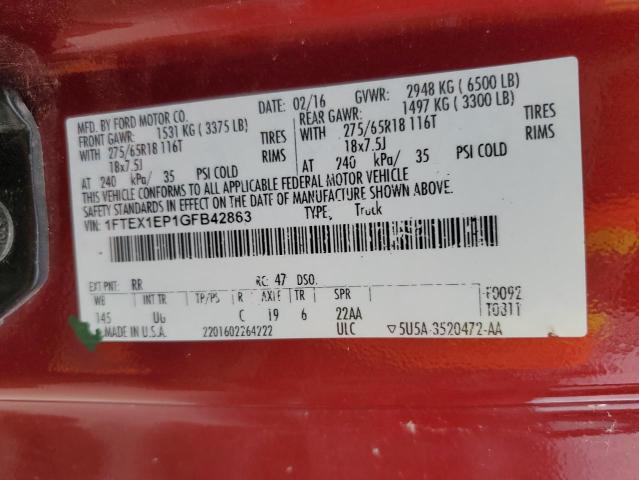 MFD. BY FORD MOTOR CO. DATE: 02/16 GVWR: 2948 KG ( 6500 LB)
FRONT GAWR: 1531 KG ( 3375 LB) REAR GAWR: 1497 KG ( 3300 LB)
WITH 275/65R18 116T TIRES WITH 275/65R18 116T TIRES
18x7.5J RIMS 18x7.5J RIMS
AT 240 kPa/ 35 PSI COLD AT 240 kPa/ 35 PSI COLD
THIS VEHICLE CONFORMS TO ALL APPLICABLE FEDERAL MOTOR VEHICLE
SAFETY STANDARDS IN EFFECT ON THE DATE OF MANUFACTURE SHOWN ABOVE.
VIN: 1FTEX1EP1GFB42863 TYPE: Truck
EXT PNT: RR RC: 47 DSO:
WB INT TR TP/PS R AXLE TR SPR F0092
145 UG C 19 6 22AA T0311
MADE IN U.S.A. 2201602264222 ULC ▽5U5A-3520472-AA